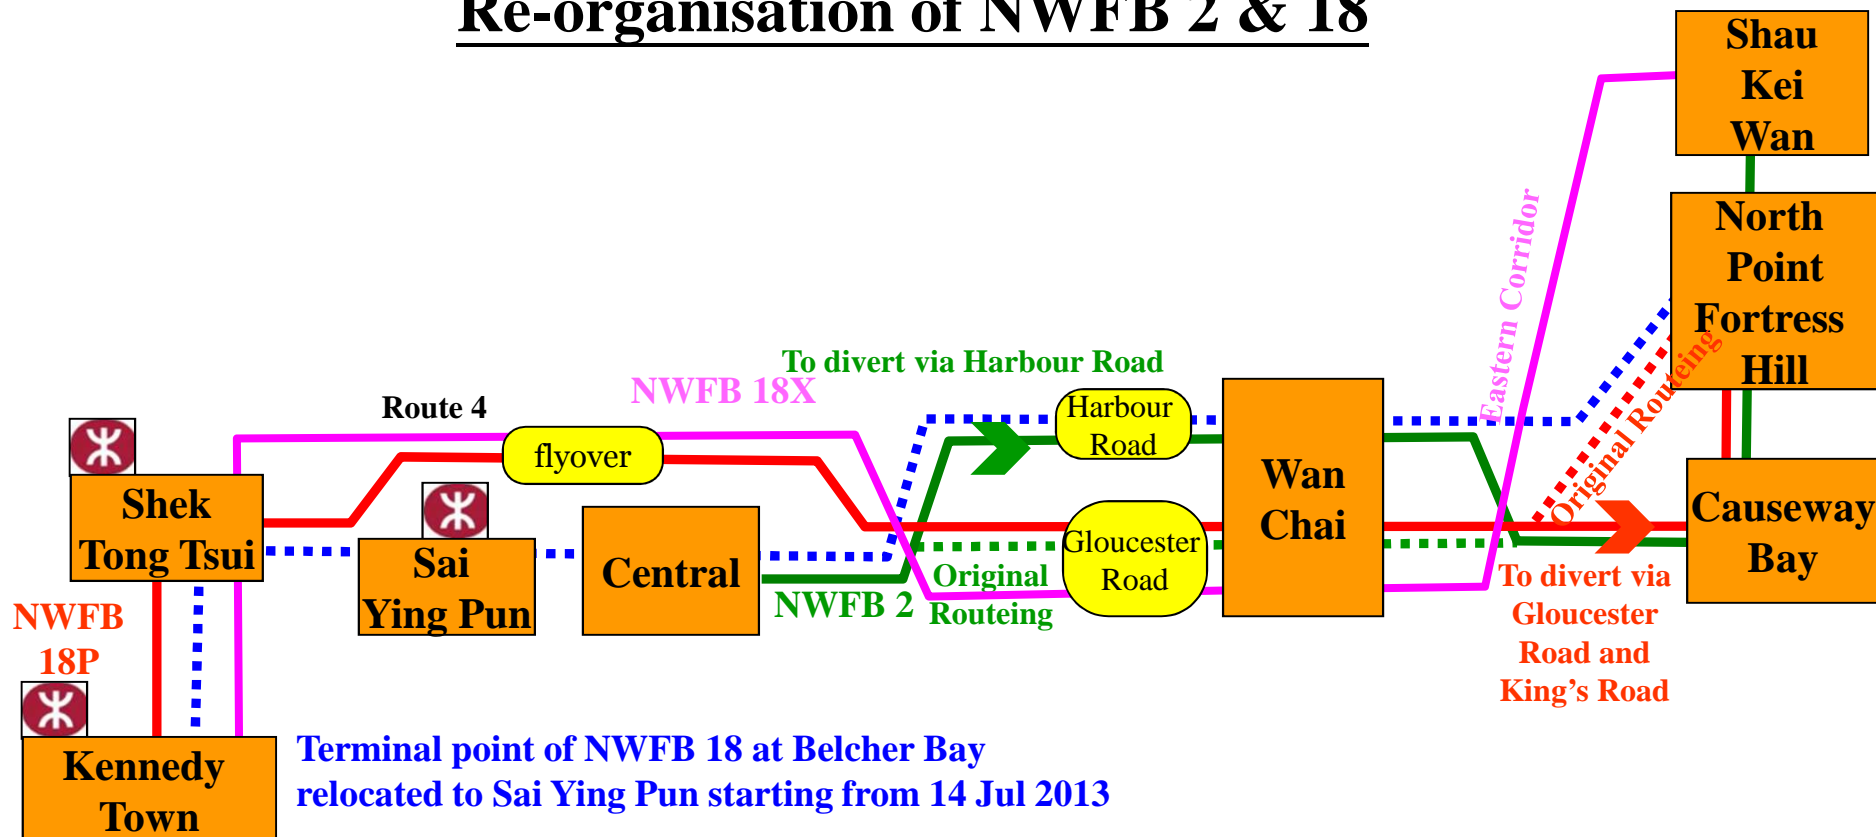 Re-organisation of NWFB 2 & 18
Shau
Kei
Wan
North
Point
Fortress
Hill
Eastern Corridor
Original Routeing
To divert via Harbour Road
NWFB 18X
Route 4
flyover
Harbour
Road
Wan
Chai
Shek
Tong Tsui
Sai
Ying Pun
Central
NWFB 2
Original
Routeing
Gloucester
Road
Causeway
Bay
To divert via
Gloucester
Road and
King's Road
NWFB
18P
Kennedy
Town
Terminal point of NWFB 18 at Belcher Bay
relocated to Sai Ying Pun starting from 14 Jul 2013